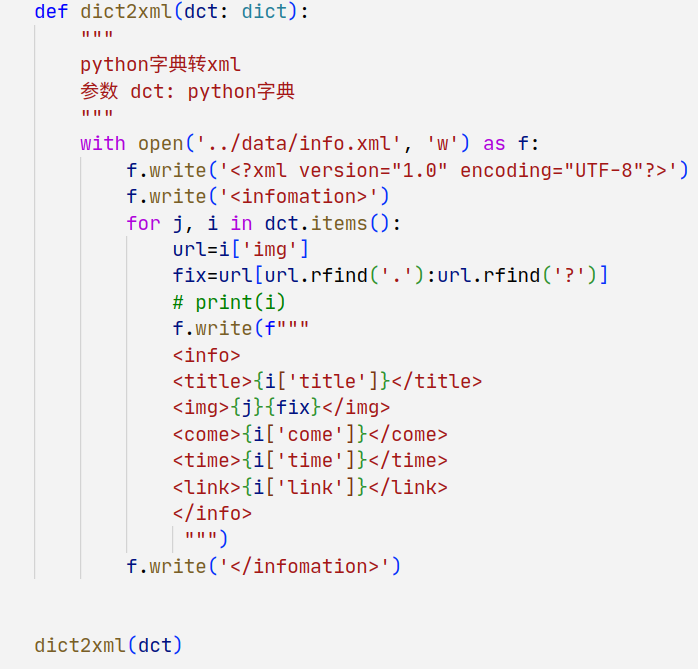 def dict2xml(dct: dict):
    """
    python字典转xml
    参数 dct: python字典
    """
    with open('../data/info.xml', 'w') as f:
        f.write('<?xml version="1.0" encoding="UTF-8"?>')
        f.write('<infomation>')
        for j, i in dct.items():
            url=i['img']
            fix=url[url.rfind('.'):url.rfind('?')]
            # print(i)
            f.write(f"""
            <info>
            <title>{i['title']}</title>
            <img>{j}{fix}</img>
            <come>{i['come']}</come>
            <time>{i['time']}</time>
            <link>{i['link']}</link>
            </info>
             """)
        f.write('</infomation>')
dict2xml(dct)